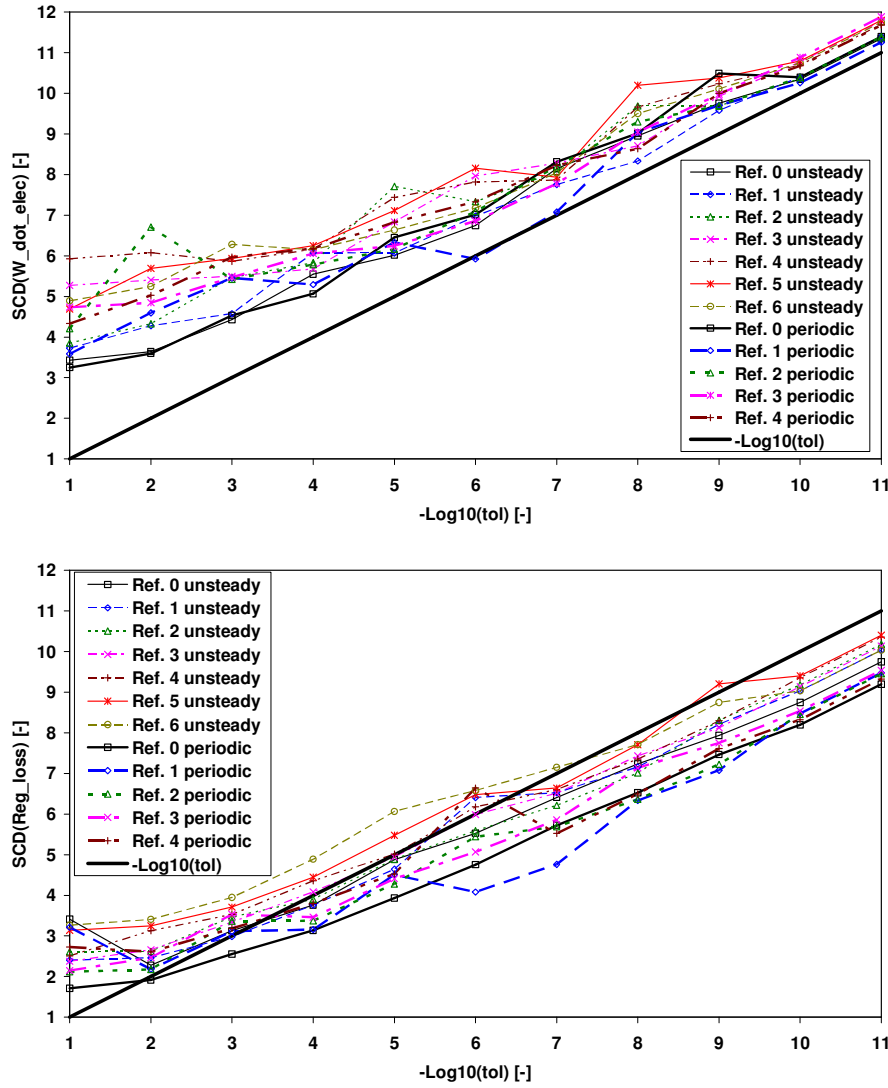 12
11
10
9
8
7
6
5
4
3
2
1
SCD(W_dot_elec) [-]
Ref. 0 unsteady
Ref. 1 unsteady
Ref. 2 unsteady
Ref. 3 unsteady
Ref. 4 unsteady
Ref. 5 unsteady
Ref. 6 unsteady
Ref. 0 periodic
Ref. 1 periodic
Ref. 2 periodic
Ref. 3 periodic
Ref. 4 periodic
-Log10(tol)
1 2 3 4 5 6 7 8 9 10 11
-Log10(tol) [-]
12
11
10
9
8
7
6
5
4
3
2
1
SCD(Reg_loss) [-]
Ref. 0 unsteady
Ref. 1 unsteady
Ref. 2 unsteady
Ref. 3 unsteady
Ref. 4 unsteady
Ref. 5 unsteady
Ref. 6 unsteady
Ref. 0 periodic
Ref. 1 periodic
Ref. 2 periodic
Ref. 3 periodic
Ref. 4 periodic
-Log10(tol)
1 2 3 4 5 6 7 8 9 10 11
-Log10(tol) [-]